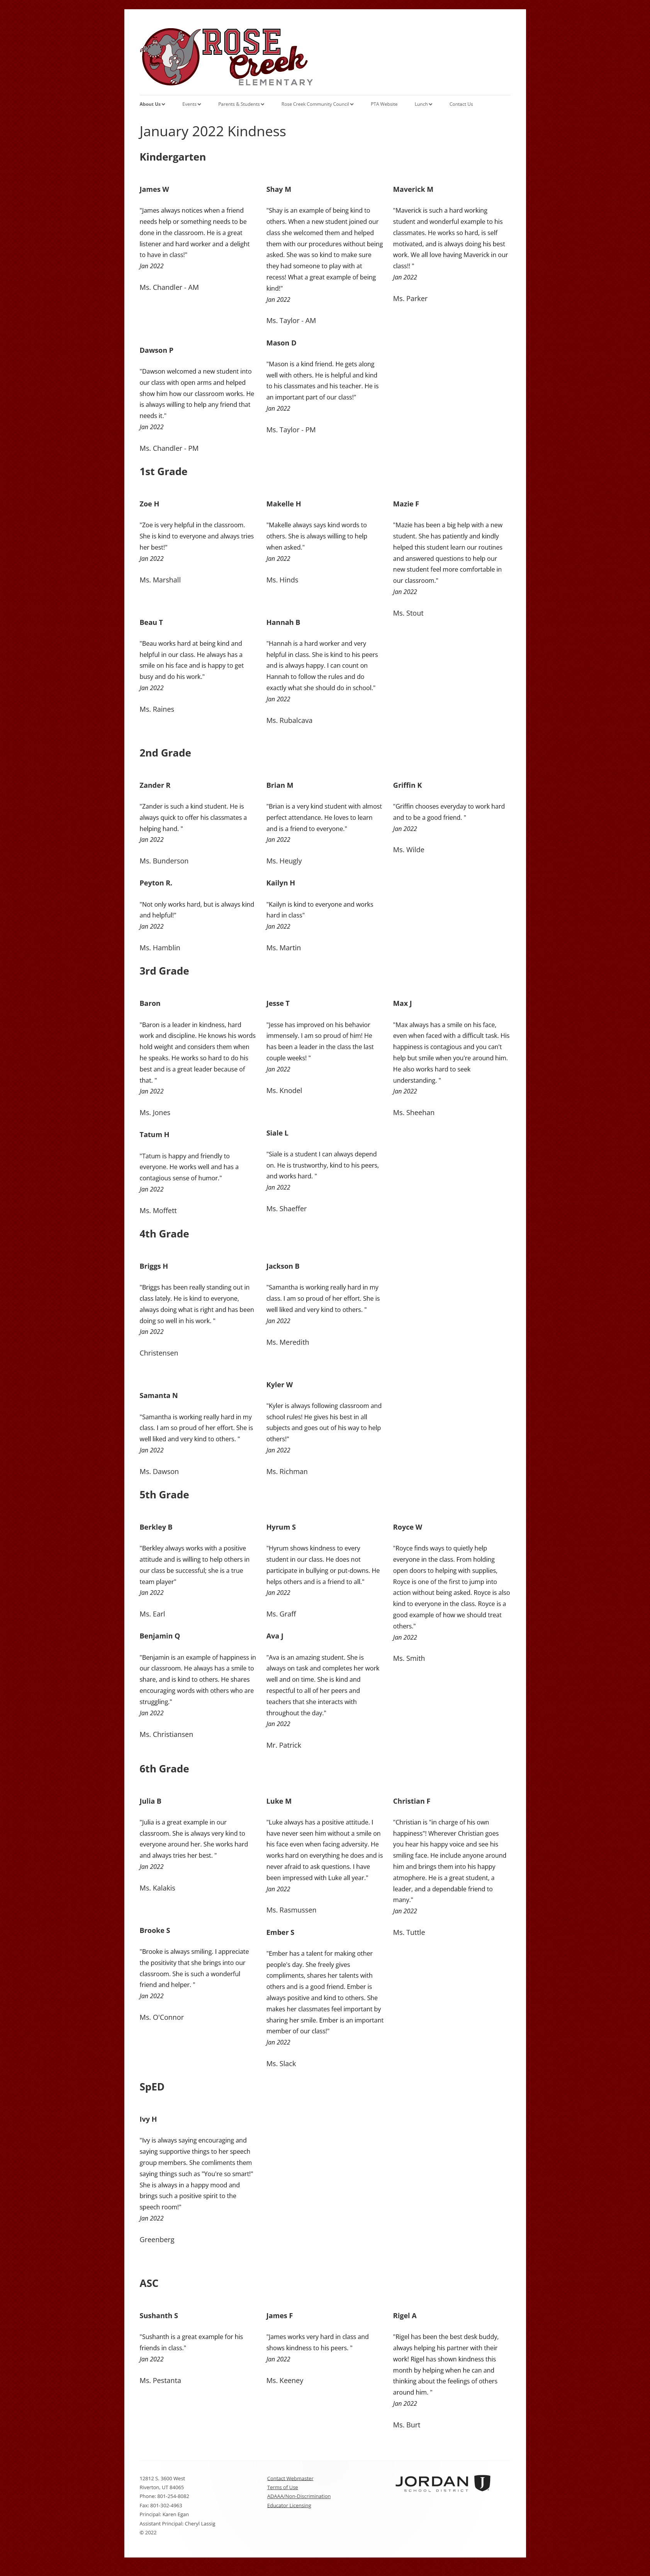 ROSE
Creek
ELEMENTARY
About Us
Events
Parents & Students
Rose Creek Community Council
PTA Website
Lunch
Contact Us
January 2022 Kindness
Kindergarten
James W
"James always notices when a friend
needs help or something needs to be
done in the classroom. He is a great
listener and hard worker and a delight
to have in class!"
Jan 2022
Ms. Chandler - AM
Shay M
"Shay is an example of being kind to
others. When a new student joined our
class she welcomed them and helped
them with our procedures without being
asked. She was so kind to make sure
they had someone to play with at
recess! What a great example of being
kind!"
Jan 2022
Ms. Taylor - AM
Maverick M
"Maverick is such a hard working
student and wonderful example to his
classmates. He works so hard, is self
motivated, and is always doing his best
work. We all love having Maverick in our
class!! "
Jan 2022
Ms. Parker
Dawson P
"Dawson welcomed a new student into
our class with open arms and helped
show him how our classroom works. He
is always willing to help any friend that
needs it."
Jan 2022
Ms. Chandler - PM
Mason D
"Mason is a kind friend. He gets along
well with others. He is helpful and kind
to his classmates and his teacher. He is
an important part of our class!"
Jan 2022
Ms. Taylor - PM
1st Grade
Zoe H
"Zoe is very helpful in the classroom.
She is kind to everyone and always tries
her best!"
Jan 2022
Ms. Marshall
Makelle H
"Makelle always says kind words to
others. She is always willing to help
when asked."
Jan 2022
Ms. Hinds
Mazie F
"Mazie has been a big help with a new
student. She has patiently and kindly
helped this student learn our routines
and answered questions to help our
new student feel more comfortable in
our classroom."
Jan 2022
Ms. Stout
Beau T
"Beau works hard at being kind and
helpful in our class. He always has a
smile on his face and is happy to get
busy and do his work."
Jan 2022
Ms. Raines
Hannah B
"Hannah is a hard worker and very
helpful in class. She is kind to his peers
and is always happy. I can count on
Hannah to follow the rules and do
exactly what she should do in school."
Jan 2022
Ms. Rubalcava
2nd Grade
Zander R
"Zander is such a kind student. He is
always quick to offer his classmates a
helping hand. "
Jan 2022
Ms. Bunderson
Brian M
"Brian is a very kind student with almost
perfect attendance. He loves to learn
and is a friend to everyone."
Jan 2022
Ms. Heugly
Griffin K
"Griffin chooses everyday to work hard
and to be a good friend. "
Jan 2022
Ms. Wilde
Peyton R.
"Not only works hard, but is always kind
and helpful!"
Jan 2022
Ms. Hamblin
Kailyn H
"Kailyn is kind to everyone and works
hard in class"
Jan 2022
Ms. Martin
3rd Grade
Baron
"Baron is a leader in kindness, hard
work and discipline. He knows his words
hold weight and considers them when
he speaks. He works so hard to do his
best and is a great leader because of
that. "
Jan 2022
Ms. Jones
Jesse T
"Jesse has improved on his behavior
immensely. I am so proud of him! He
has been a leader in the class the last
couple weeks! "
Jan 2022
Ms. Knodel
Max J
"Max always has a smile on his face,
even when faced with a difficult task. His
happiness is contagious and you can't
help but smile when you're around him.
He also works hard to seek
understanding. "
Jan 2022
Ms. Sheehan
Tatum H
"Tatum is happy and friendly to
everyone. He works well and has a
contagious sense of humor."
Jan 2022
Ms. Moffett
Siale L
"Siale is a student I can always depend
on. He is trustworthy, kind to his peers,
and works hard. "
Jan 2022
Ms. Shaeffer
4th Grade
Briggs H
"Briggs has been really standing out in
class lately. He is kind to everyone,
always doing what is right and has been
doing so well in his work. "
Jan 2022
Christensen
Jackson B
"Samantha is working really hard in my
class. I am so proud of her effort. She is
well liked and very kind to others. "
Jan 2022
Ms. Meredith
Samanta N
"Samantha is working really hard in my
class. I am so proud of her effort. She is
well liked and very kind to others. "
Jan 2022
Ms. Dawson
Kyler W
"Kyler is always following classroom and
school rules! He gives his best in all
subjects and goes out of his way to help
others!"
Jan 2022
Ms. Richman
5th Grade
Berkley B
"Berkley always works with a positive
attitude and is willing to help others in
our class be successful; she is a true
team player"
Jan 2022
Ms. Earl
Hyrum S
"Hyrum shows kindness to every
student in our class. He does not
participate in bullying or put-downs. He
helps others and is a friend to all."
Jan 2022
Ms. Graff
Royce W
"Royce finds ways to quietly help
everyone in the class. From holding
open doors to helping with supplies,
Royce is one of the first to jump into
action without being asked. Royce is also
kind to everyone in the class. Royce is a
good example of how we should treat
others."
Jan 2022
Ms. Smith
Benjamin Q
"Benjamin is an example of happiness in
our classroom. He always has a smile to
share, and is kind to others. He shares
encouraging words with others who are
struggling."
Jan 2022
Ms. Christiansen
Ava J
"Ava is an amazing student. She is
always on task and completes her work
well and on time. She is kind and
respectful to all of her peers and
teachers that she interacts with
throughout the day."
Jan 2022
Mr. Patrick
6th Grade
Julia B
"Julia is a great example in our
classroom. She is always very kind to
everyone around her. She works hard
and always tries her best. "
Jan 2022
Ms. Kalakis
Luke M
"Luke always has a positive attitude. I
have never seen him without a smile on
his face even when facing adversity. He
works hard on everything he does and is
never afraid to ask questions. I have
been impressed with Luke all year."
Jan 2022
Ms. Rasmussen
Christian F
"Christian is "in charge of his own
happiness"! Wherever Christian goes
you hear his happy voice and see his
smiling face. He include anyone around
him and brings them into his happy
atmophere. He is a great student, a
leader, and a dependable friend to
many."
Jan 2022
Ms. Tuttle
Brooke S
"Brooke is always smiling. I appreciate
the positivity that she brings into our
classroom. She is such a wonderful
friend and helper. "
Jan 2022
Ms. O'Connor
Ember S
"Ember has a talent for making other
people's day. She freely gives
compliments, shares her talents with
others and is a good friend. Ember is
always positive and kind to others. She
makes her classmates feel important by
sharing her smile. Ember is an important
member of our class!"
Jan 2022
Ms. Slack
SpED
Ivy H
"Ivy is always saying encouraging and
saying supportive things to her speech
group members. She comliments them
saying things such as "You're so smart!"
She is always in a happy mood and
brings such a positive spirit to the
speech room!"
Jan 2022
Greenberg
ASC
Sushanth S
"Sushanth is a great example for his
friends in class."
Jan 2022
Ms. Pestanta
James F
"James works very hard in class and
shows kindness to his peers. "
Jan 2022
Ms. Keeney
Rigel A
"Rigel has been the best desk buddy,
always helping his partner with their
work! Rigel has shown kindness this
month by helping when he can and
thinking about the feelings of others
around him. "
Jan 2022
Ms. Burt
12812 S. 3600 West
Riverton, UT 84065
Phone: 801-254-8082
Fax: 801-302-4963
Principal: Karen Egan
Assistant Principal: Cheryl Lassig
© 2022
Contact Webmaster
Terms of Use
ADAAA/Non-Discrimination
Educator Licensing
JORDAN
SCHOOL DISTRICT